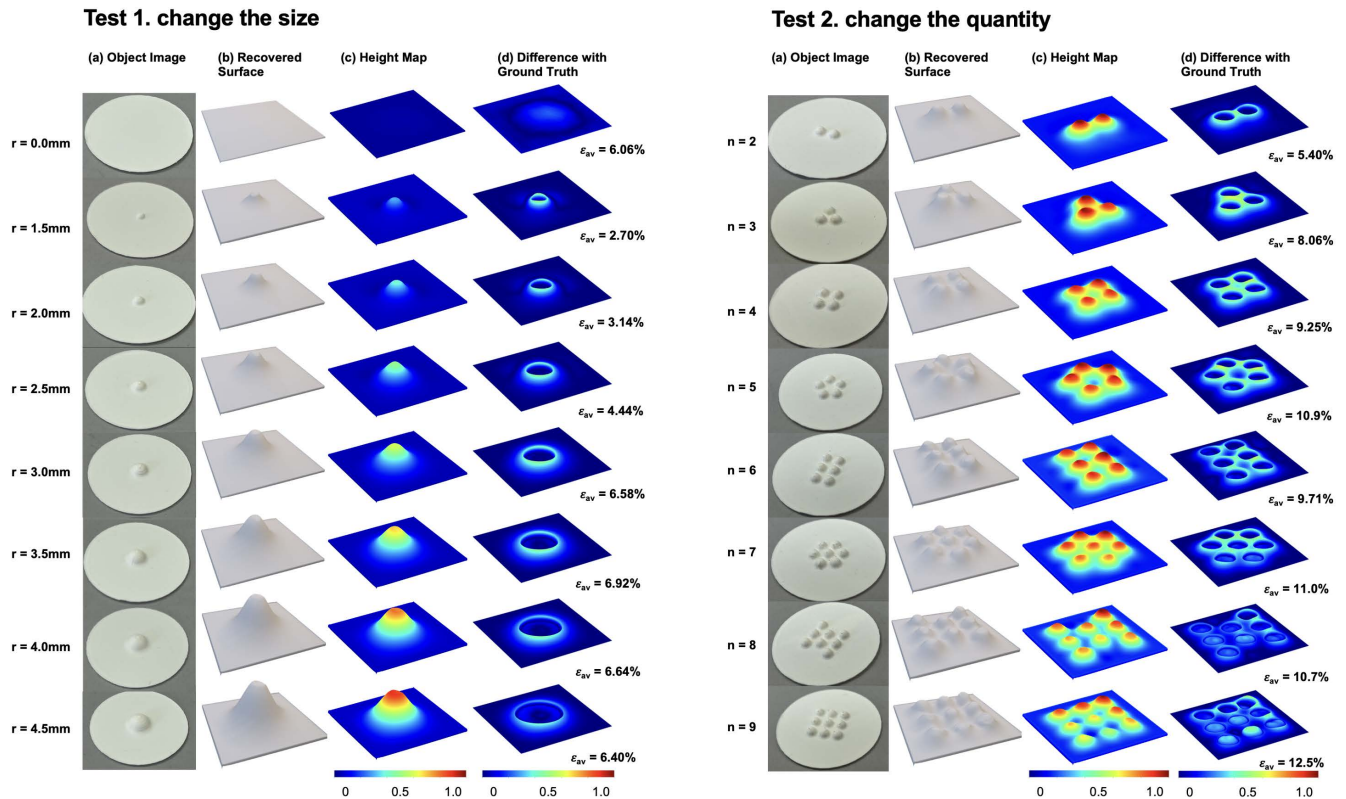 Test 1. change the size
(a) Object Image
(b) Recovered
Surface
(c) Height Map
(d) Difference with
Ground Truth
r = 0.0mm
εav = 6.06%
r = 1.5mm
εav = 2.70%
r = 2.0mm
εav = 3.14%
r = 2.5mm
εav = 4.44%
r = 3.0mm
εav = 6.58%
r = 3.5mm
εav = 6.92%
r = 4.0mm
εav = 6.64%
r = 4.5mm
εav = 6.40%
0 0.5 1.0
0 0.5 1.0
Test 2. change the quantity
(a) Object Image
(b) Recovered
Surface
(c) Height Map
(d) Difference with
Ground Truth
n = 2
εav = 5.40%
n = 3
εav = 8.06%
n = 4
εav = 9.25%
n = 5
εav = 10.9%
n = 6
εav = 9.71%
n = 7
εav = 11.0%
n = 8
εav = 10.7%
n = 9
εav = 12.5%
0 0.5 1.0
0 0.5 1.0